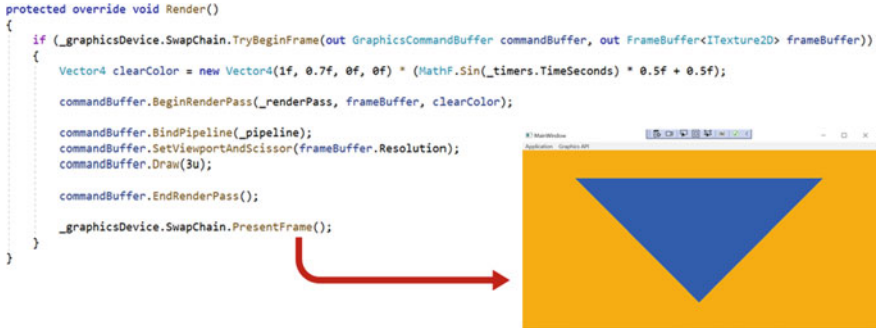 protected override void Render()
{
if (_graphicsDevice.SwapChain.TryBeginFrame(out GraphicsCommandBuffer commandBuffer, out FrameBuffer<ITexture2D> frameBuffer))
{
Vector4 clearColor = new Vector4(1f, 0.7f, 0f, 0f) * (MathF.Sin(_timers.TimeSeconds) * 0.5f + 0.5f);
commandBuffer.BeginRenderPass(_renderPass, frameBuffer, clearColor);
commandBuffer.BindPipeline(_pipeline);
commandBuffer.SetViewportAndScissor(frameBuffer.Resolution);
commandBuffer.Draw(3u);
commandBuffer.EndRenderPass();
_graphicsDevice.SwapChain.PresentFrame();
}
}
MainWindow
Application Graphics API